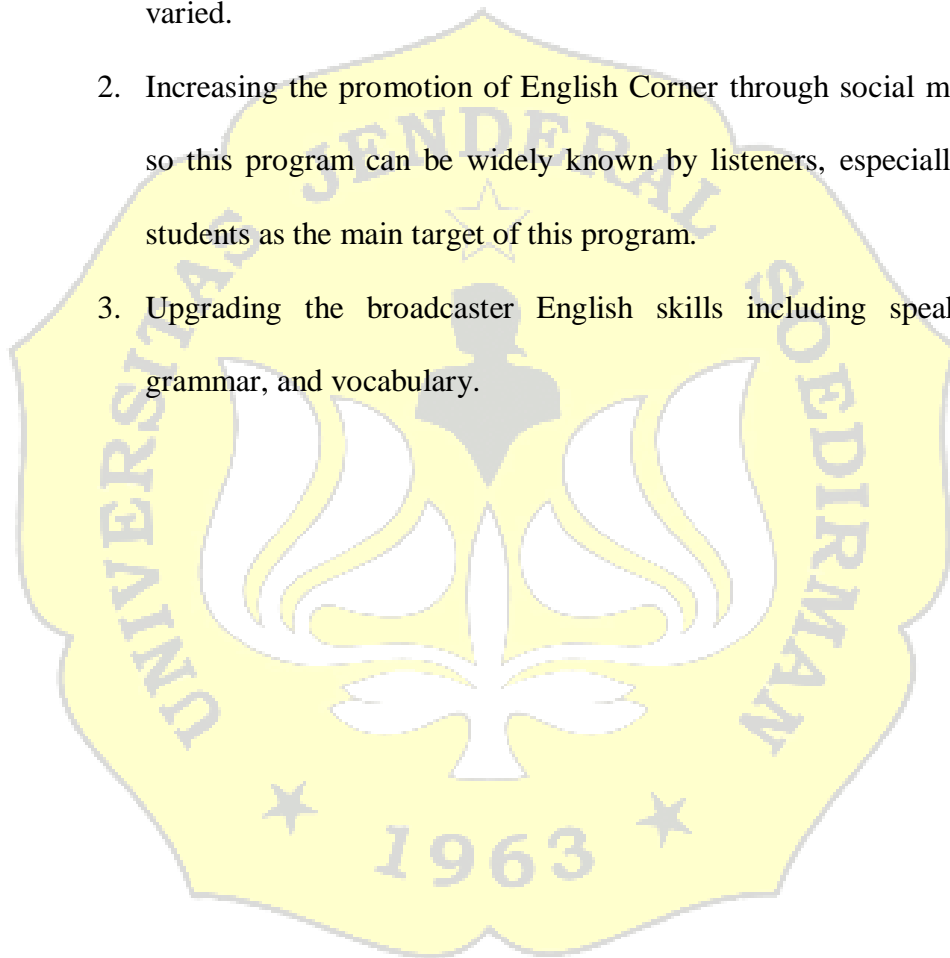 varied.
2. Increasing the promotion of English Corner through social m
so this program can be widely known by listeners, especiall
students as the main target of this program.
3. Upgrading the broadcaster English skills including speal
grammar, and vocabulary.
UNIVERSITAS JENDERAL SOEDIRMAN
1963